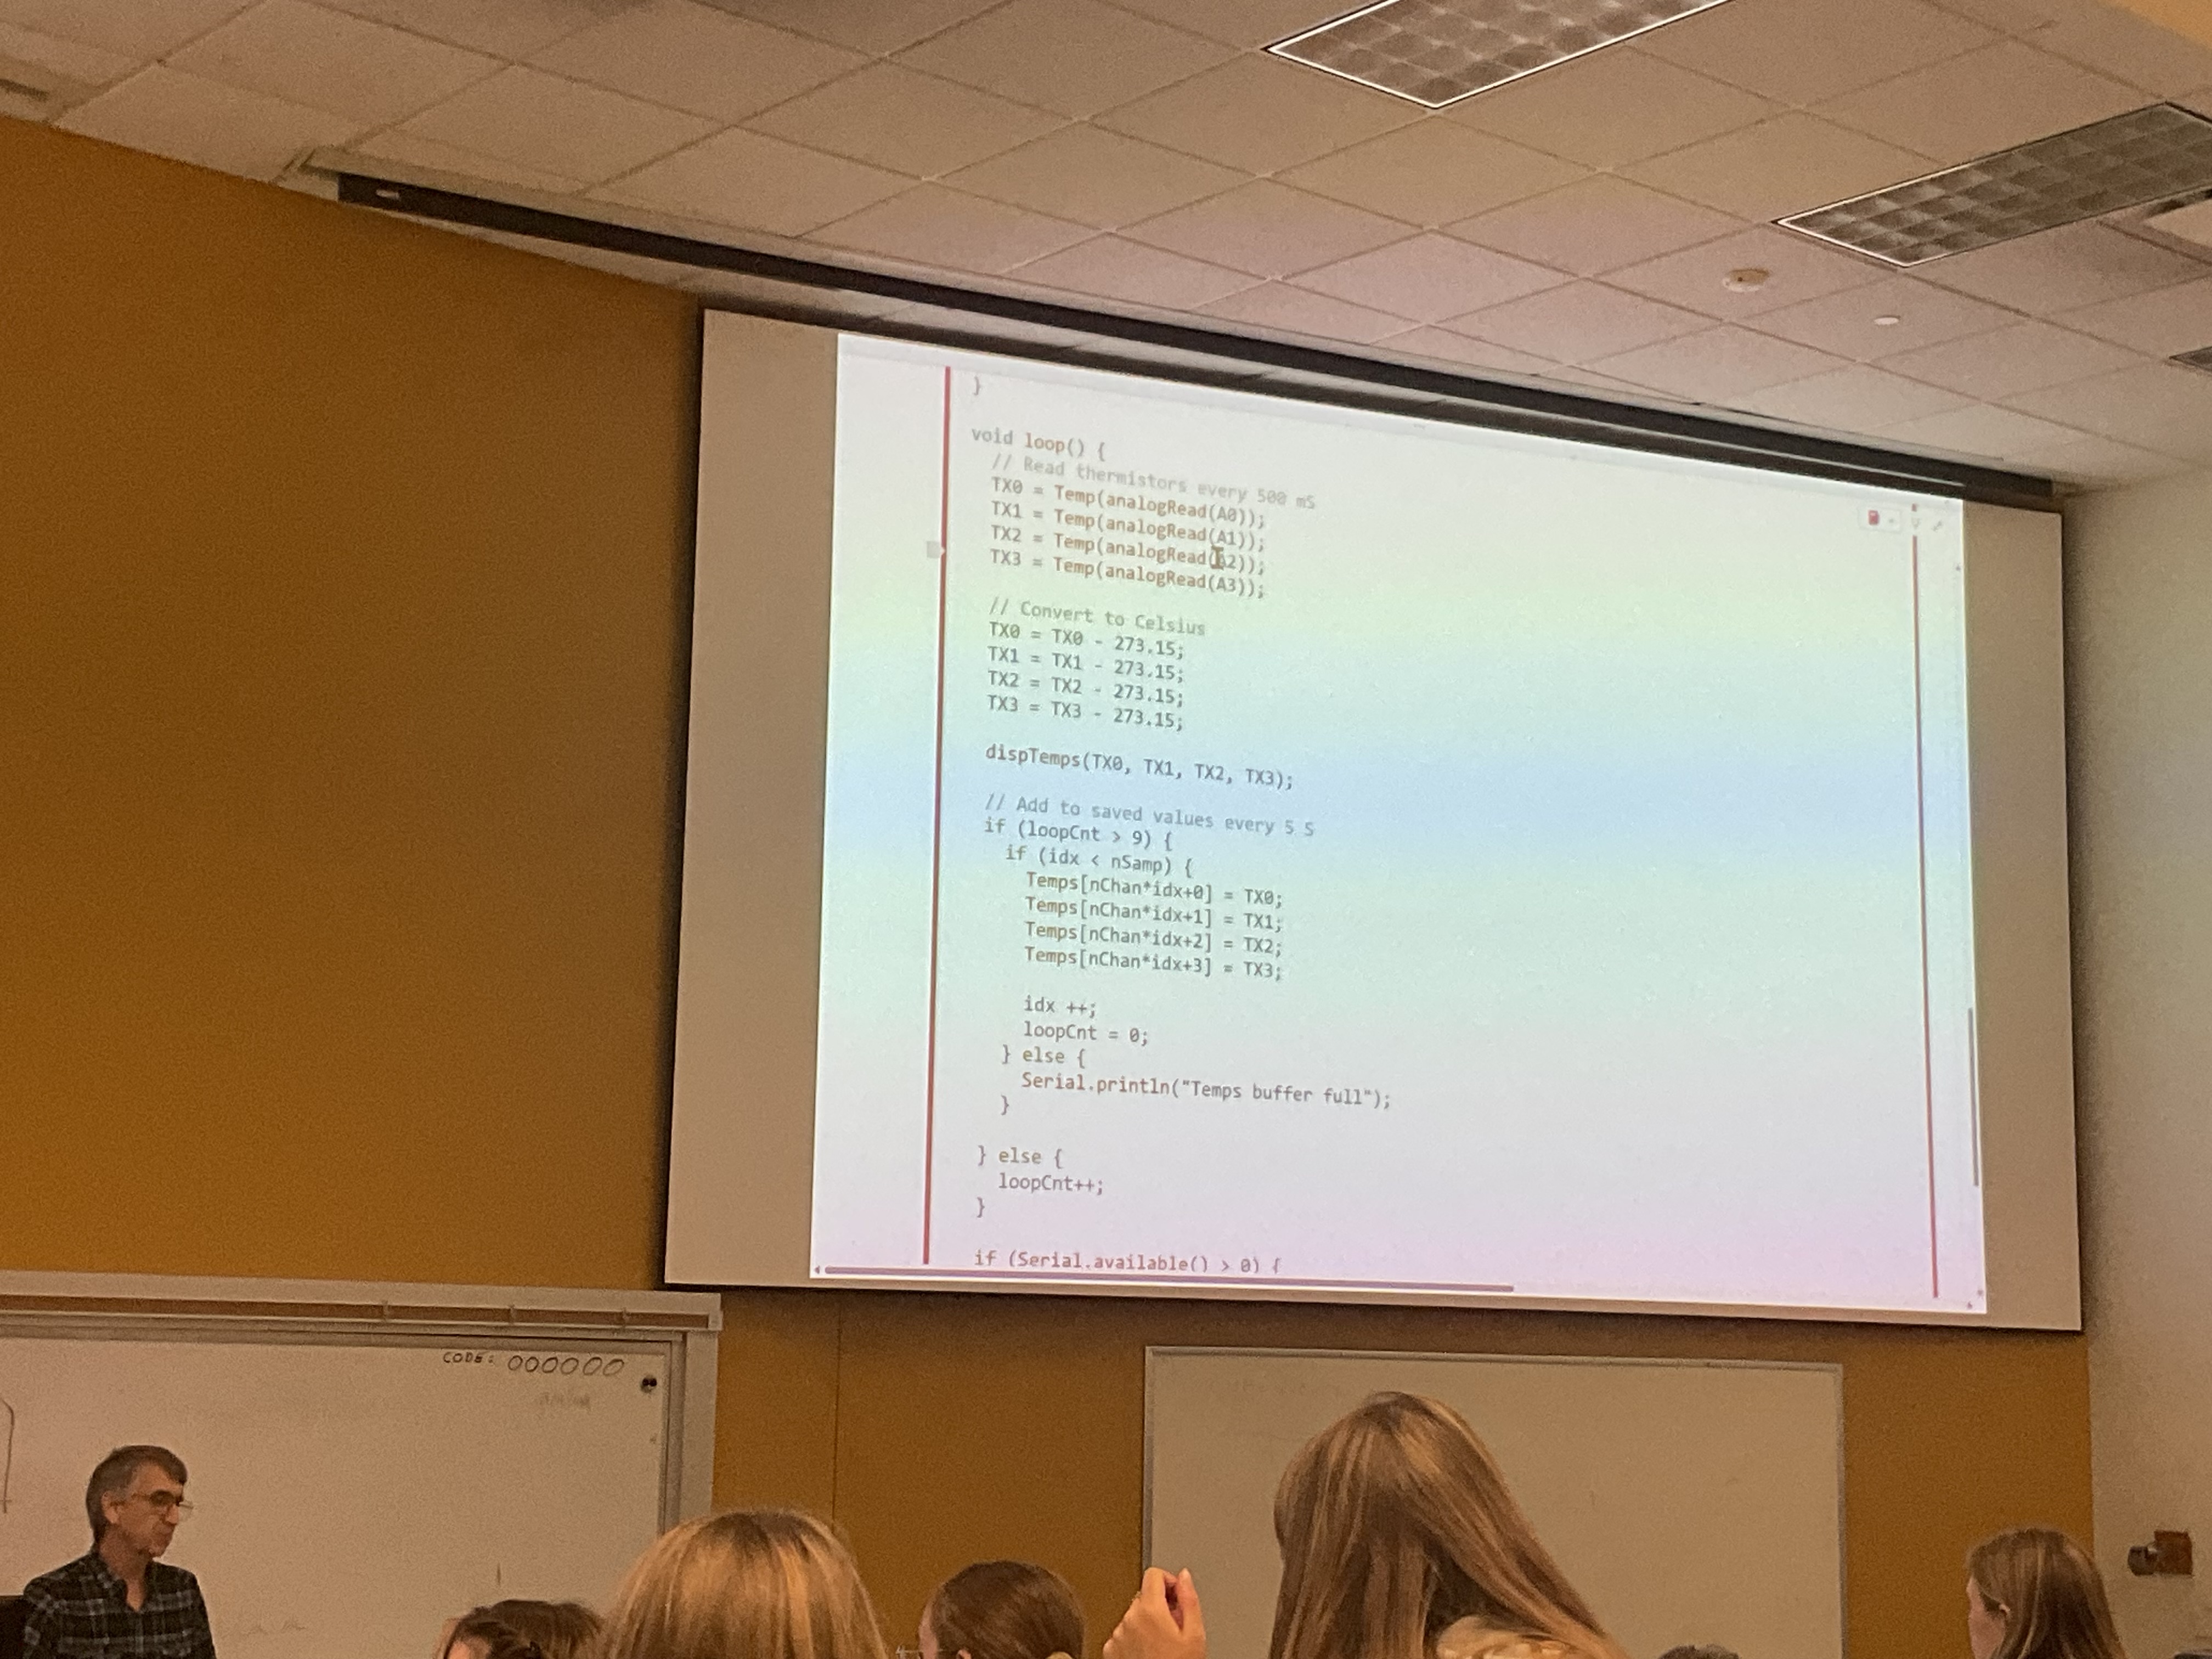 }
void loop() {
// Read thermistors every 500 mS
TX0 = Temp(analogRead(A0));
TX1 = Temp(analogRead(A1));
TX2 = Temp(analogRead(A2));
TX3 = Temp(analogRead(A3));
// Convert to Celsius
TX0 = TX0 - 273.15;
TX1 = TX1 - 273.15;
TX2 = TX2 - 273.15;
TX3 = TX3 - 273.15;
dispTemps(TX0, TX1, TX2, TX3);
// Add to saved values every 5 S
if (loopCnt > 9) {
if (idx < nSamp) {
Temps[nChan*idx+0] = TX0;
Temps[nChan*idx+1] = TX1;
Temps[nChan*idx+2] = TX2;
Temps[nChan*idx+3] = TX3;
idx ++;
loopCnt = 0;
} else {
Serial.println("Temps buffer full");
}
} else {
loopCnt++;
}
if (Serial.available() > 0) {
CODE: 000000